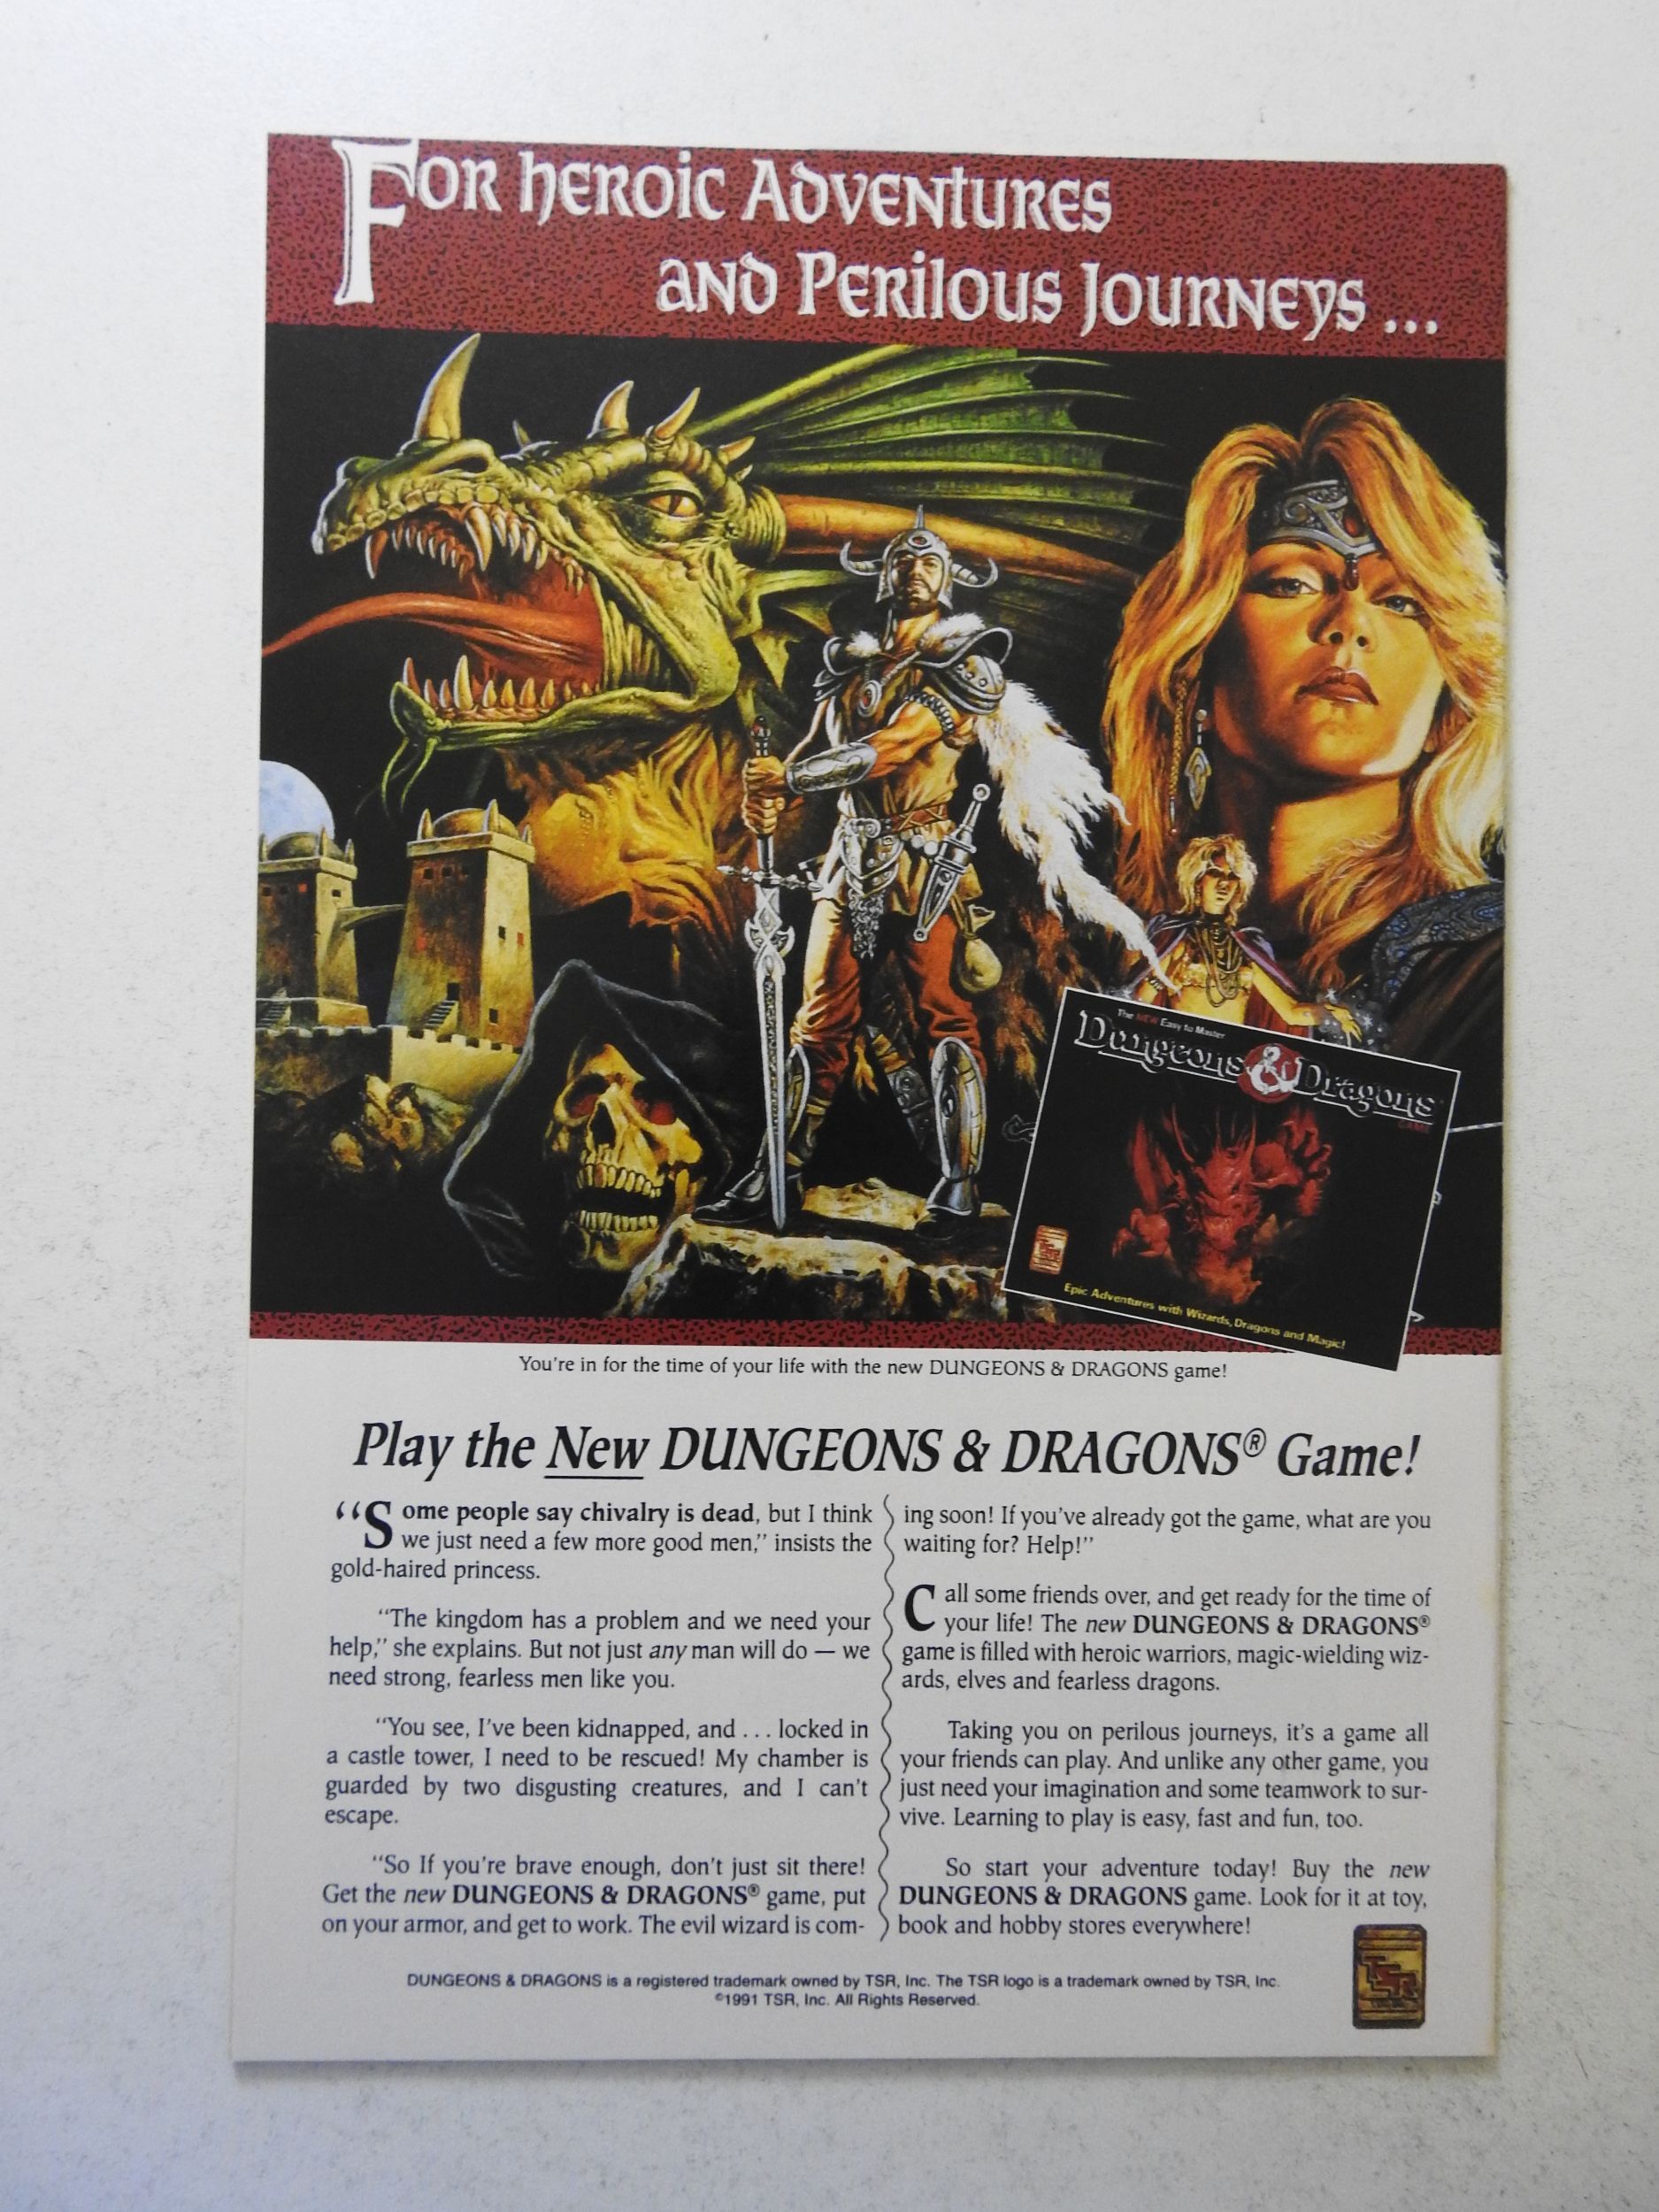 For heroic Adventures
and Perilous Journeys ...
The NEW Easy to Master
Dungeons & Dragons
GAME
TSR
Epic Adventures with Wizards, Dragons and Magic!
You're in for the time of your life with the new DUNGEONS & DRAGONS game!
Play the New DUNGEONS & DRAGONS® Game!
“Some people say chivalry is dead, but I think
we just need a few more good men,” insists the
gold-haired princess.
“The kingdom has a problem and we need your
help,” she explains. But not just any man will do — we
need strong, fearless men like you.
“You see, I've been kidnapped, and . . . locked in
a castle tower, I need to be rescued! My chamber is
guarded by two disgusting creatures, and I can't
escape.
“So If you're brave enough, don't just sit there!
Get the new DUNGEONS & DRAGONS® game, put
on your armor, and get to work. The evil wizard is com-
ing soon! If you've already got the game, what are you
waiting for? Help!”
Call some friends over, and get ready for the time of
your life! The new DUNGEONS & DRAGONS®
game is filled with heroic warriors, magic-wielding wiz-
ards, elves and fearless dragons.
Taking you on perilous journeys, it's a game all
your friends can play. And unlike any other game, you
just need your imagination and some teamwork to sur-
vive. Learning to play is easy, fast and fun, too.
So start your adventure today! Buy the new
DUNGEONS & DRAGONS game. Look for it at toy,
book and hobby stores everywhere!
DUNGEONS & DRAGONS is a registered trademark owned by TSR, Inc. The TSR logo is a trademark owned by TSR, Inc.
©1991 TSR, Inc. All Rights Reserved.
TSR